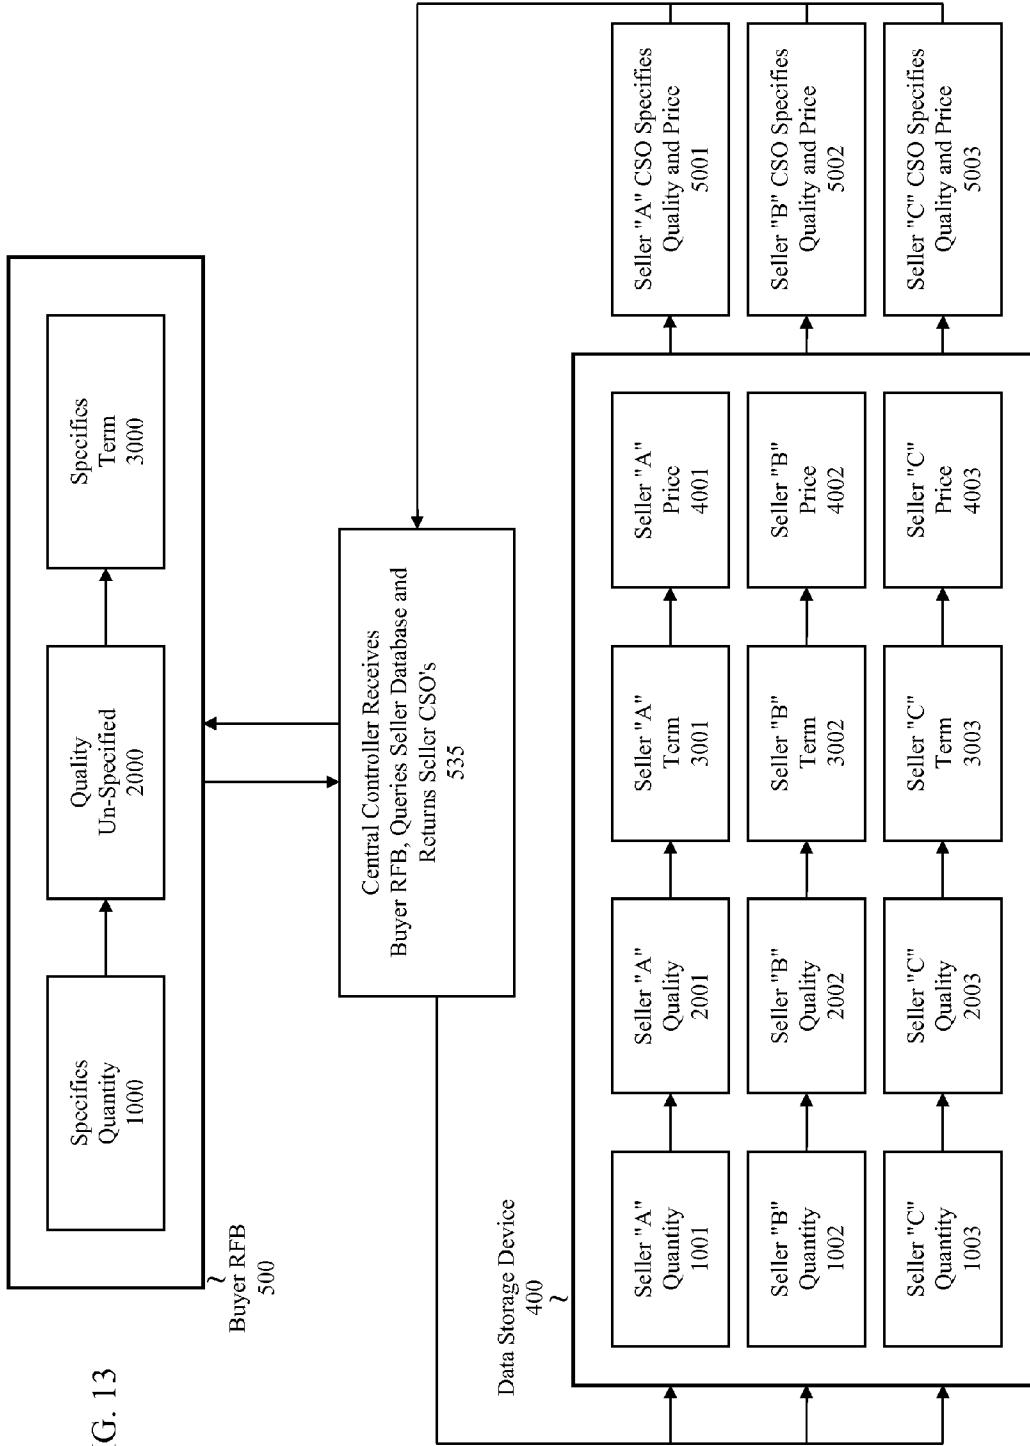 IG. 13
Specifics
Quantity
1000
Quality
Un-Specified
2000
Specifics
Term
3000
Buyer RFB
500
Central Controller Receives
Buyer RFB, Queries Seller Database and
Returns Seller CSO's
535
Data Storage Device
400
Seller "A"
Quantity
1001
Seller "A"
Quality
2001
Seller "A"
Term
3001
Seller "A"
Price
4001
Seller "A" CSO Specifies
Quality and Price
5001
Seller "B"
Quantity
1002
Seller "B"
Quality
2002
Seller "B"
Term
3002
Seller "B"
Price
4002
Seller "B" CSO Specifies
Quality and Price
5002
Seller "C"
Quantity
1003
Seller "C"
Quality
2003
Seller "C"
Term
3003
Seller "C"
Price
4003
Seller "C" CSO Specifies
Quality and Price
5003